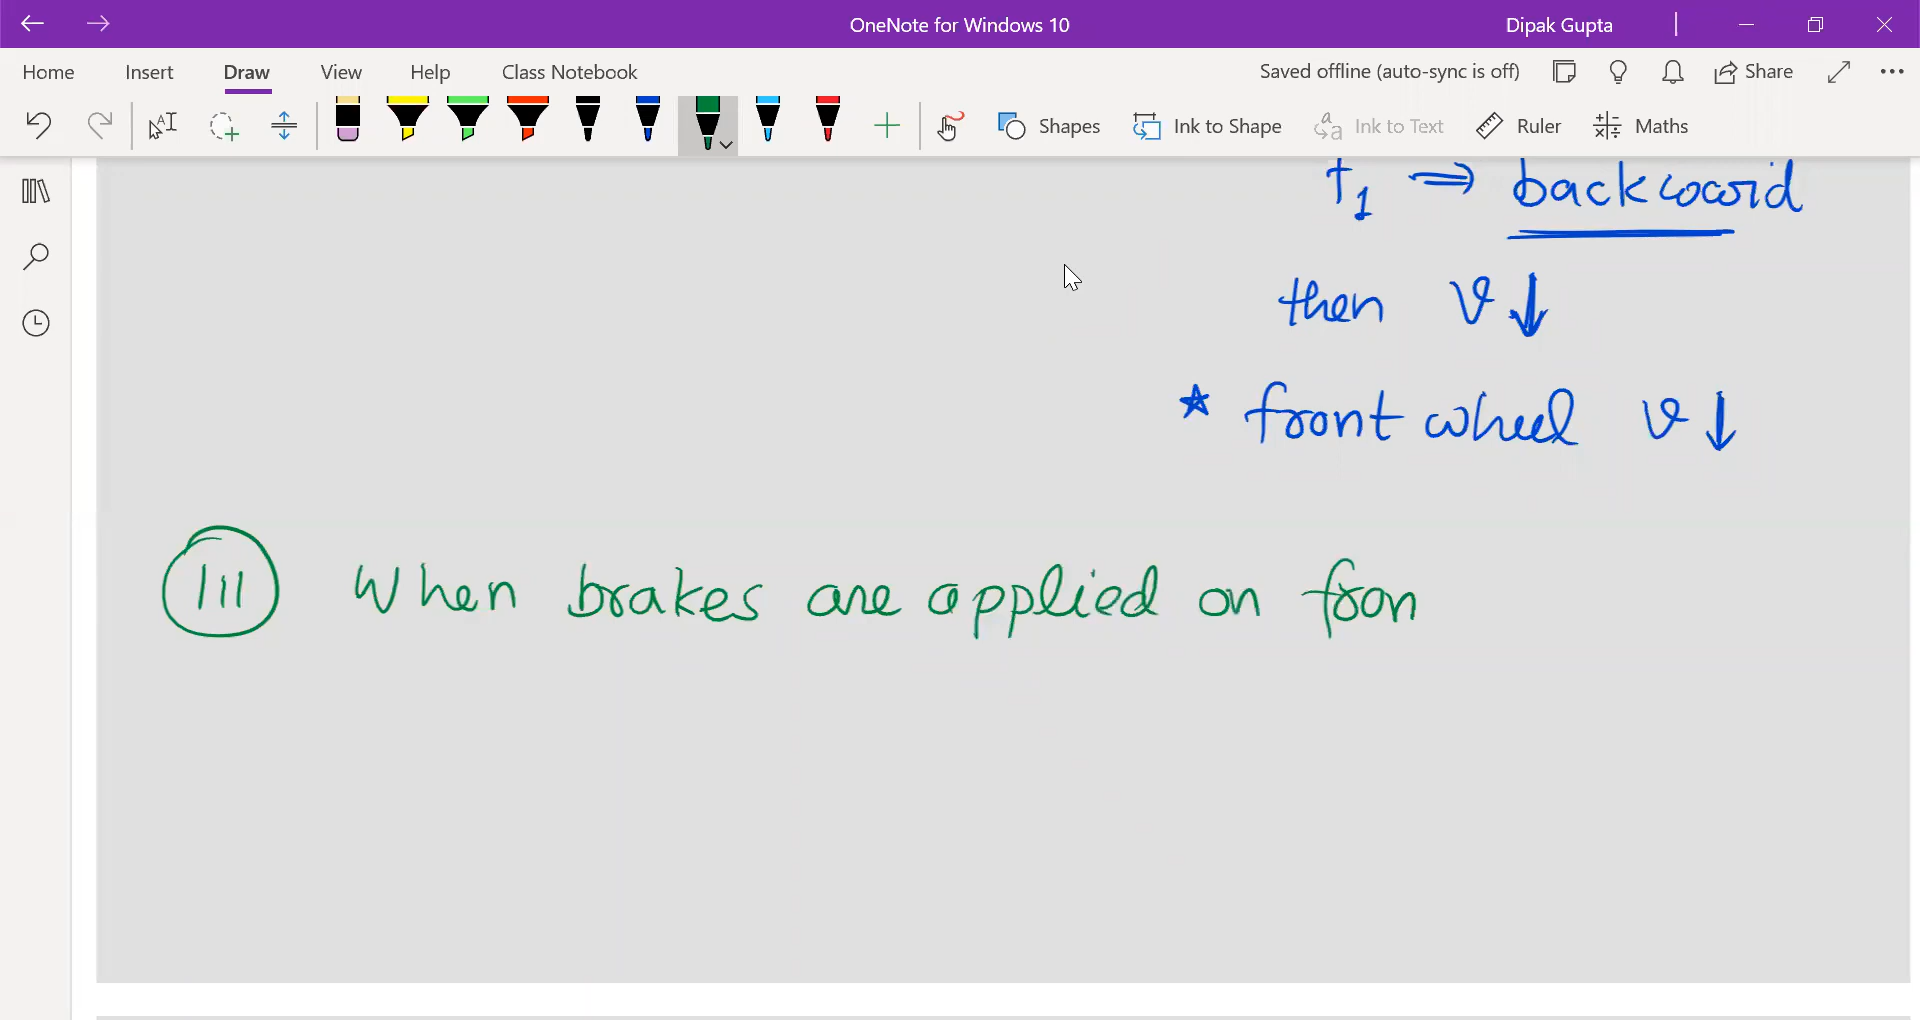 OneNote for Windows 10 Dipak Gupta
Home Insert Draw View Help Class Notebook Saved offline (auto-sync is off) Share
Shapes Ink to Shape Ink to Text Ruler Maths
f1 ⇒ backward
then v ↓
★ front wheel v ↓
III When brakes are applied on fron